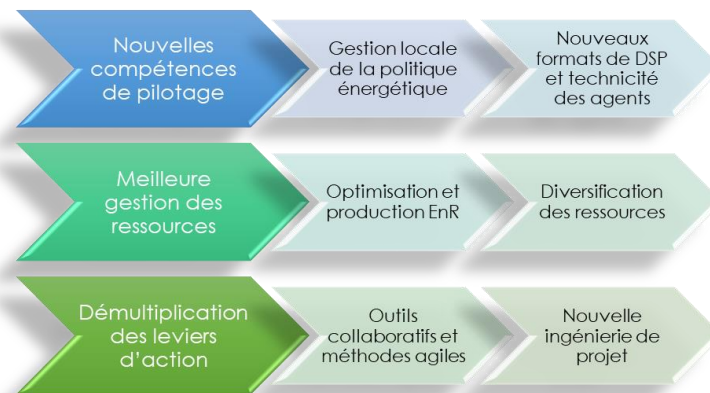 Nouvelles
compétences
de pilotage
Gestion locale
de la politique
énergétique
Nouveaux
formats de DSP
et technicité
des agents
Meilleure
gestion des
ressources
Optimisation et
production EnR
Diversification
des ressources
Démultiplication
des leviers
d'action
Outils
collaboratifs et
méthodes agiles
Nouvelle
ingénierie de
projet